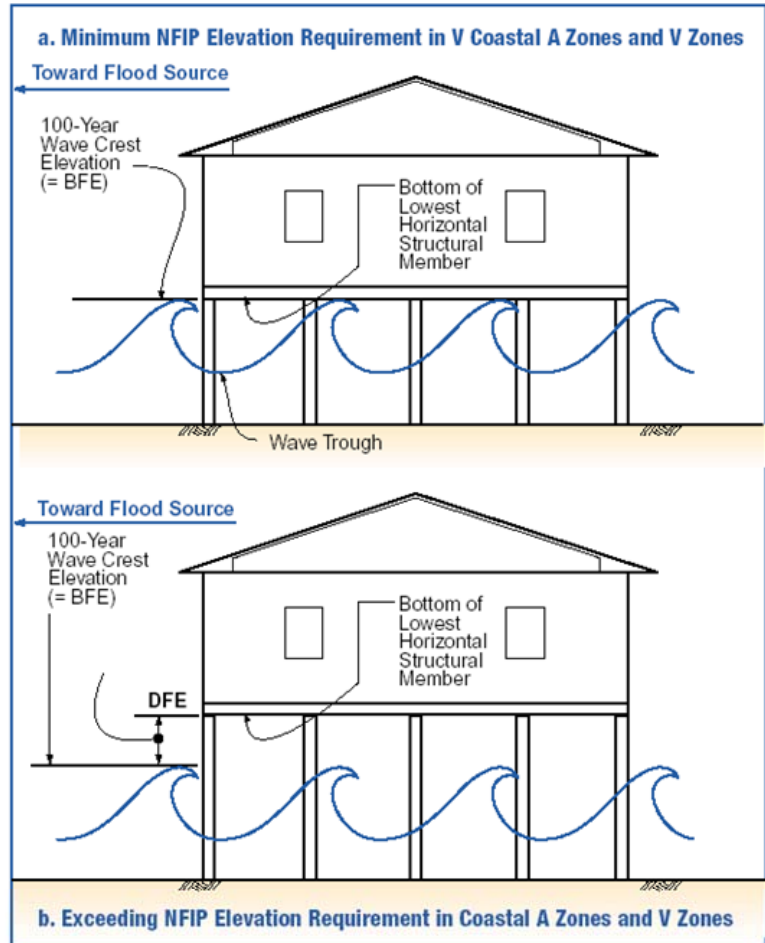 a. Minimum NFIP Elevation Requirement in V Coastal A Zones and V Zones
Toward Flood Source
100-Year
Wave Crest
Elevation
(= BFE)
Bottom of
Lowest
Horizontal
Structural
Member
Wave Trough
Toward Flood Source
100-Year
Wave Crest
Elevation
(= BFE)
Bottom of
Lowest
Horizontal
Structural
Member
DFE
b. Exceeding NFIP Elevation Requirement in Coastal A Zones and V Zones